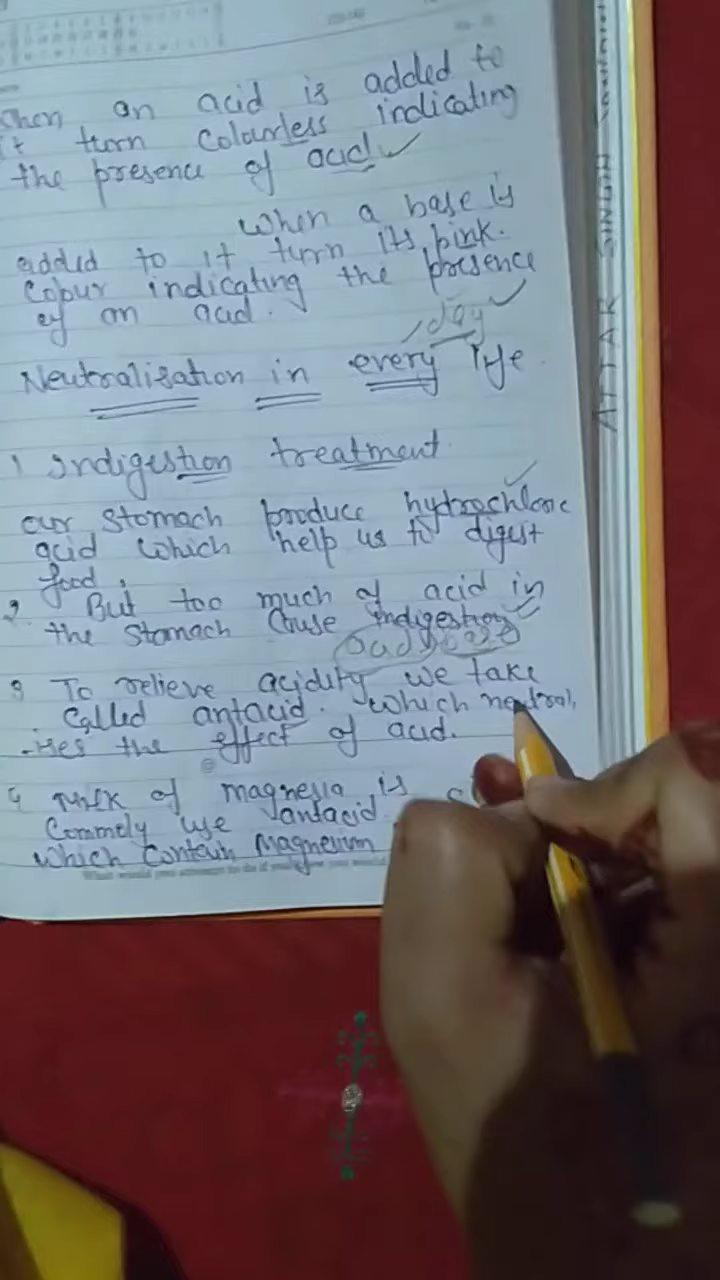 when an acid is added to
it turn colourless indicating
the presence of acid ✓
when a base is
added to it turn its pink.
colour indicating the presence
of an acid.
day
Neutralisation in every life
1 Indigestion treatment
our stomach produce hydrochloric
acid which help us to digest
food.
2. But too much of acid in
the stomach cause indigestion
3 To relieve acidity we take
called antacid. which neutral,
-ises the effect of acid.
4 Milk of magnesia is
Commely use antacid.
which contain Magnesium
ATTAR SINGH